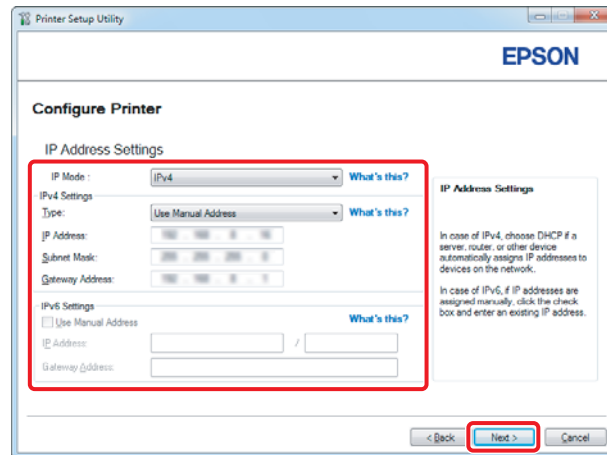 Printer Setup Utility
EPSON
Configure Printer
IP Address Settings
IP Mode :
IPv4
What's this?
IPv4 Settings
Type:
Use Manual Address
What's this?
IP Address:
Subnet Mask:
Gateway Address:
IPv6 Settings
Use Manual Address
What's this?
IP Address:
/
Gateway Address:
IP Address Settings
In case of IPv4, choose DHCP if a
server, router, or other device
automatically assigns IP addresses to
devices on the network.
In case of IPv6, if IP addresses are
assigned manually, click the check
box and enter an existing IP address.
< Back
Next >
Cancel